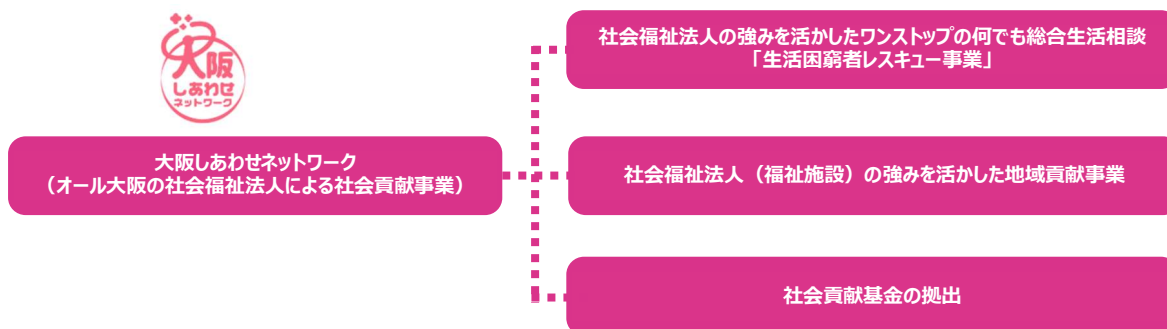 大阪
しあわせ
ネットワーク
大阪しあわせネットワーク
（オール大阪の社会福祉法人による社会貢献事業）
社会福祉法人の強みを活かしたワンストップの何でも総合生活相談
「生活困窮者レスキュー事業」
社会福祉法人（福祉施設）の強みを活かした地域貢献事業
社会貢献基金の拠出